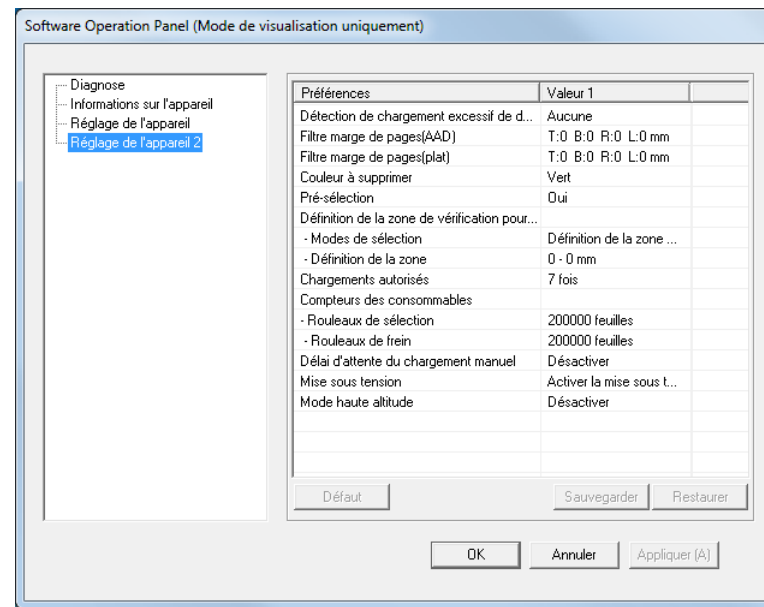 Software Operation Panel (Mode de visualisation uniquement)
Diagnose
Informations sur l'appareil
Réglage de l'appareil
Réglage de l'appareil 2
Préférences Valeur 1
Détection de chargement excessif de d... Aucune
Filtre marge de pages(AAD) T:0 B:0 R:0 L:0 mm
Filtre marge de pages(plat) T:0 B:0 R:0 L:0 mm
Couleur à supprimer Vert
Pré-sélection Oui
Définition de la zone de vérification pour...
- Modes de sélection Définition de la zone ...
- Définition de la zone 0 - 0 mm
Chargements autorisés 7 fois
Compteurs des consommables
- Rouleaux de sélection 200000 feuilles
- Rouleaux de frein 200000 feuilles
Délai d'attente du chargement manuel Désactiver
Mise sous tension Activer la mise sous t...
Mode haute altitude Désactiver
Défaut Sauvegarder Restaurer
OK Annuler Appliquer (A)